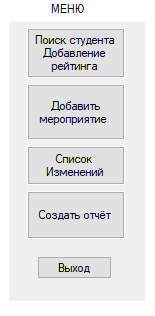 МЕНЮ
Поиск студента
Добавление
рейтинга
Добавить
мероприятие
Список
Изменений
Создать отчёт
Выход